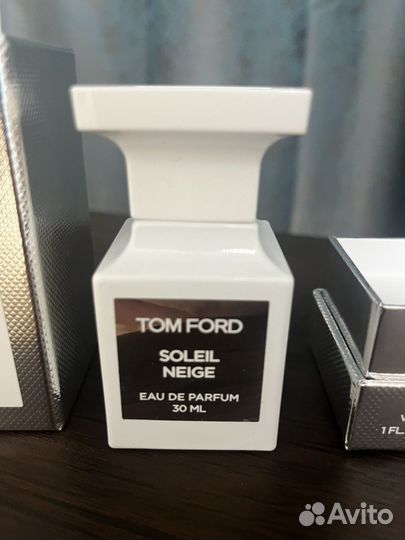 TOM FORD
SOLEIL
NEIGE
EAU DE PARFUM
30 ML
1 FL
Avito